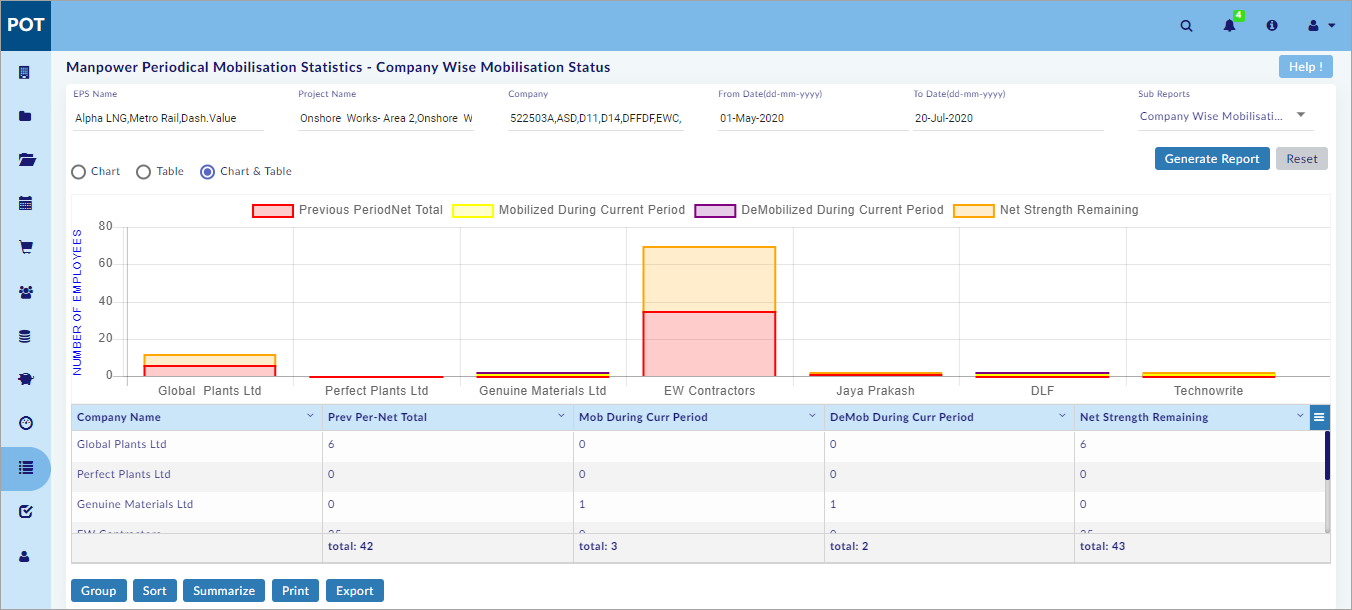 POT
4
Manpower Periodical Mobilisation Statistics - Company Wise Mobilisation Status
Help !
EPS Name Project Name Company From Date(dd-mm-yyyy) To Date(dd-mm-yyyy) Sub Reports
Alpha LNG,Metro Rail,Dash.Value Onshore Works- Area 2,Onshore W 522503A,ASD,D11,D14,DFFDF,EWC, 01-May-2020 20-Jul-2020 Company Wise Mobilisati...
Generate Report Reset
Chart Table Chart & Table
Previous PeriodNet Total Mobilized During Current Period DeMobilized During Current Period Net Strength Remaining
NUMBER OF EMPLOYEES
80
60
40
20
0
Global Plants Ltd Perfect Plants Ltd Genuine Materials Ltd EW Contractors Jaya Prakash DLF Technowrite
Company Name Prev Per-Net Total Mob During Curr Period DeMob During Curr Period Net Strength Remaining
Global Plants Ltd 6 0 0 6
Perfect Plants Ltd 0 0 0 0
Genuine Materials Ltd 0 1 1 0
EW Contractors 35 0 0 35
total: 42 total: 3 total: 2 total: 43
Group Sort Summarize Print Export